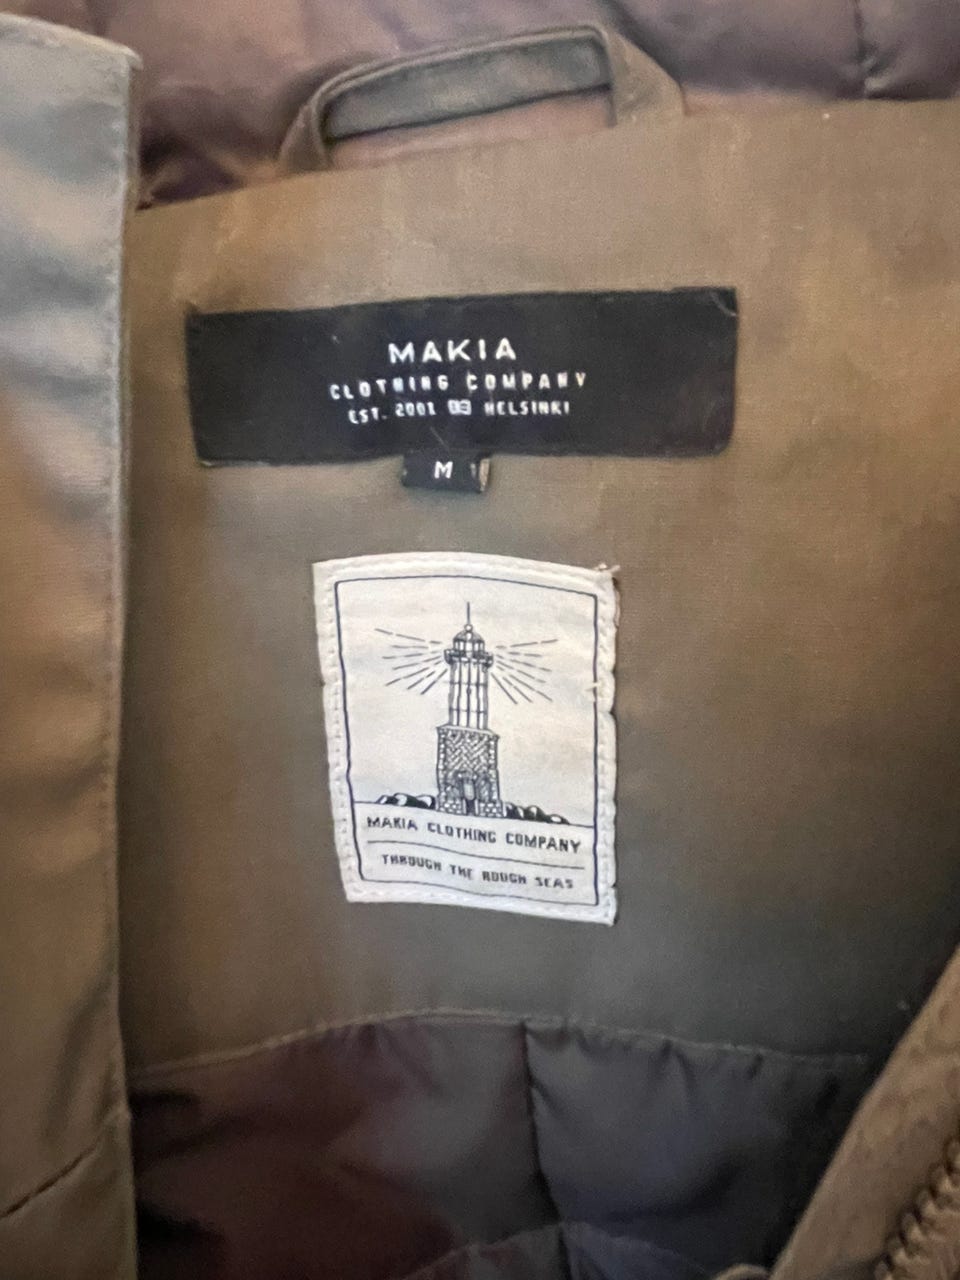 MAKIA
CLOTHING COMPANY
EST. 2001 HELSINKI
M
MAKIA CLOTHING COMPANY
THROUGH THE ROUGH SEAS